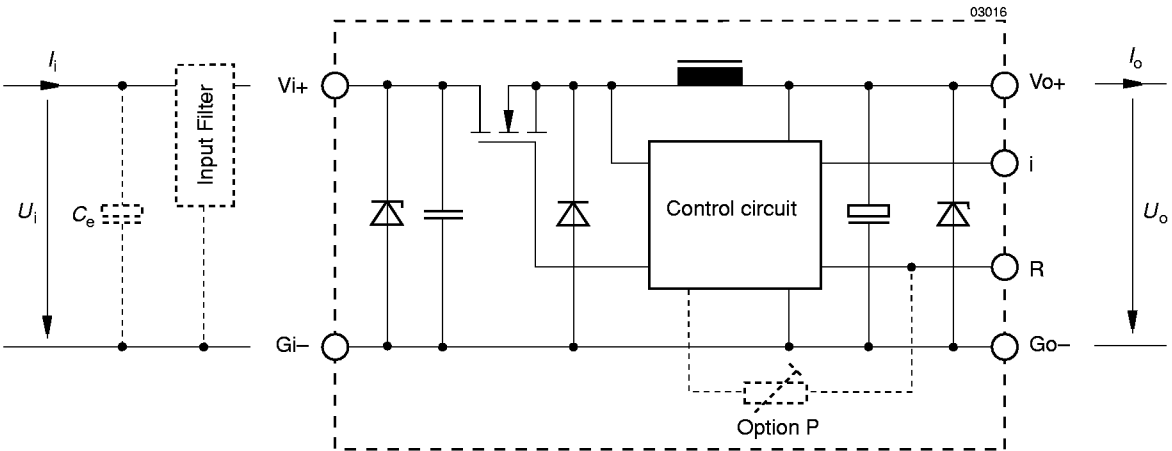 03016
Ii
Input Filter
Vi+
Vo+
Io
i
Ui
Ce
Control circuit
Uo
R
Gi–
Go–
Option P